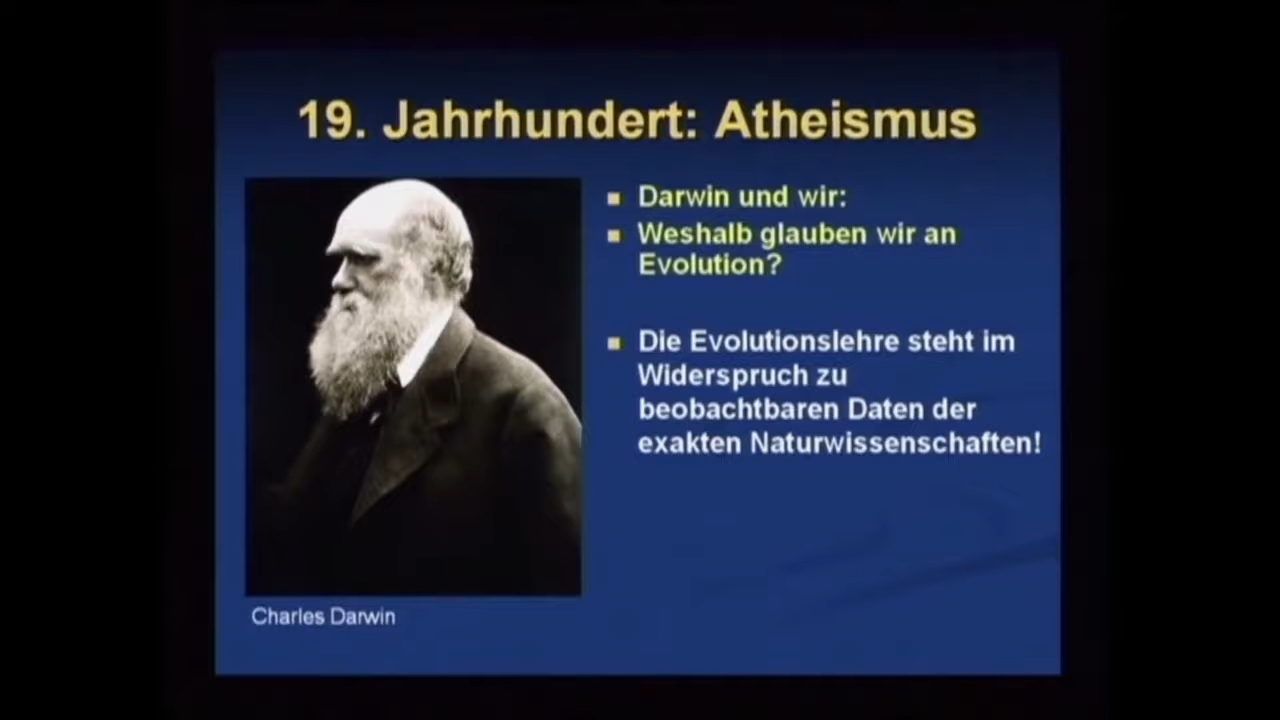 19. Jahrhundert: Atheismus
Darwin und wir:
Weshalb glauben wir an
Evolution?
Die Evolutionslehre steht im
Widerspruch zu
beobachtbaren Daten der
exakten Naturwissenschaften!
Charles Darwin